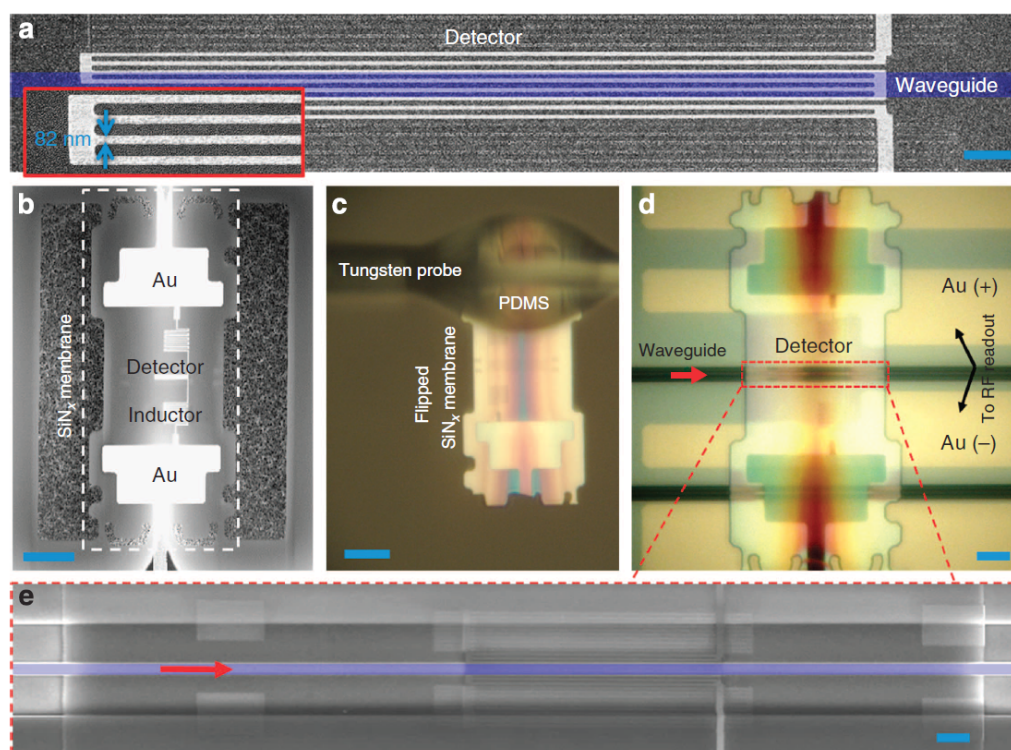 a
Detector
Waveguide
82 nm
b
Au
SiNx membrane
Detector
Inductor
Au
c
Tungsten probe
PDMS
Flipped
SiNx membrane
d
Au (+)
Waveguide
Detector
To RF readout
Au (−)
e